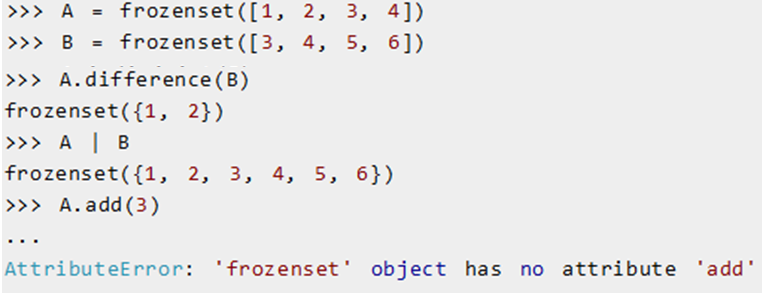 >>> A = frozenset([1, 2, 3, 4])
>>> B = frozenset([3, 4, 5, 6])
>>> A.difference(B)
frozenset({1, 2})
>>> A | B
frozenset({1, 2, 3, 4, 5, 6})
>>> A.add(3)
...
AttributeError: 'frozenset' object has no attribute 'add'